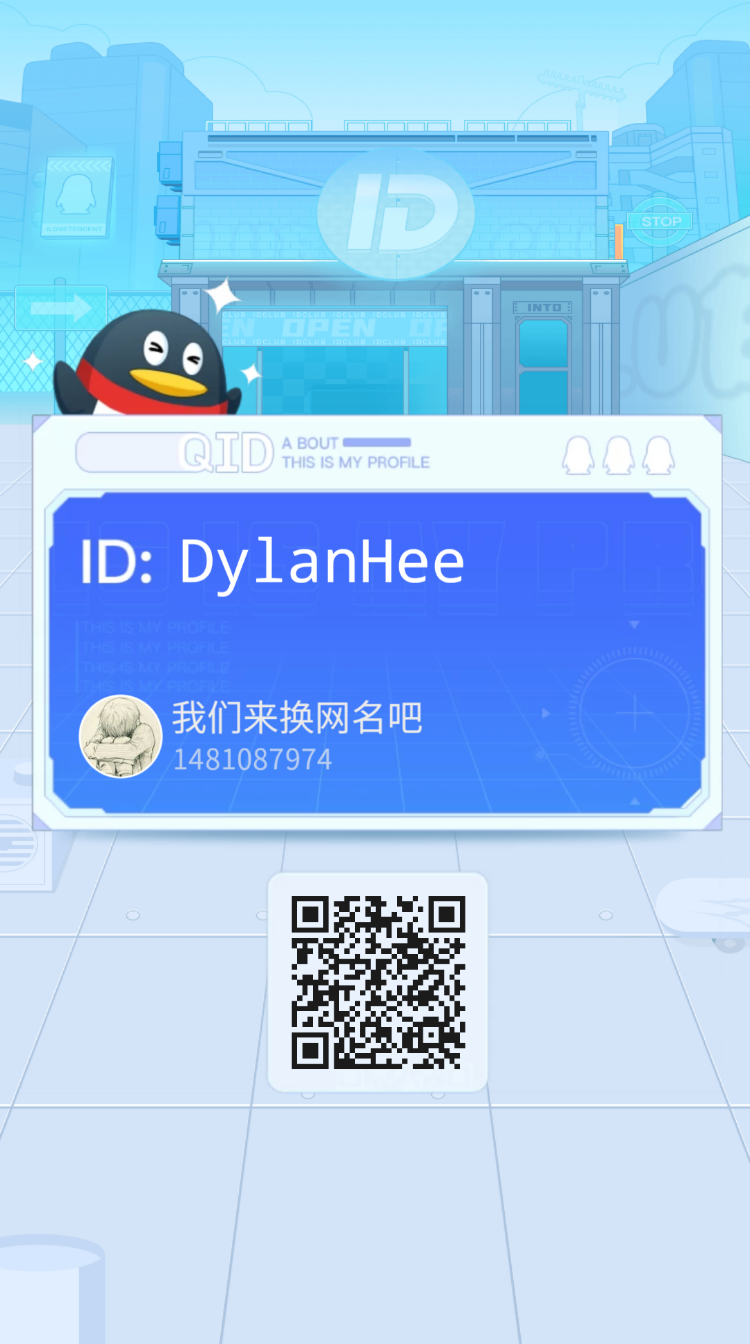 ID
STOP
INTO
OPEN
QID
A BOUT
THIS IS MY PROFILE
ID: DylanHee
THIS IS MY PROFILE
THIS IS MY PROFILE
THIS IS MY PROFILE
THIS IS MY PROFILE
我们来换网名吧
1481087974